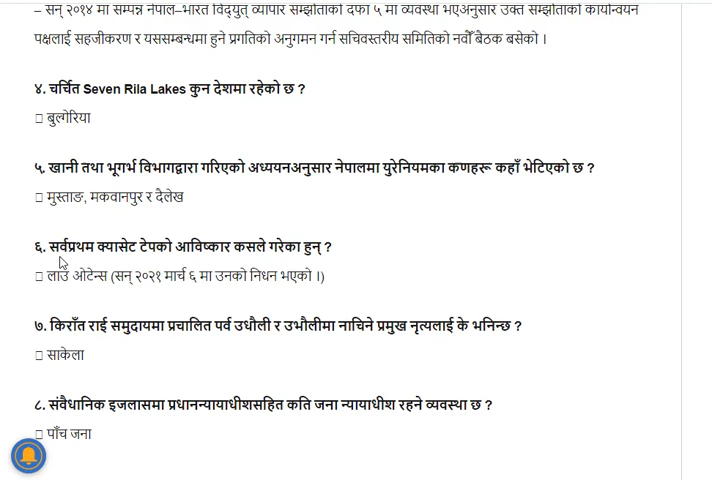 – सन् २०१४ मा सम्पन्न नेपाल–भारत विद्युत् व्यापार सम्झौताको दफा ५ मा व्यवस्था भएअनुसार उक्त सम्झौताको कार्यान्वयन
पक्षलाई सहजीकरण र यससम्बन्धमा हुने प्रगतिको अनुगमन गर्न सचिवस्तरीय समितिको नवौँ बैठक बसेको ।
४. चर्चित Seven Rila Lakes कुन देशमा रहेको छ ?
बुल्गेरिया
५. खानी तथा भूगर्भ विभागद्वारा गरिएको अध्ययनअनुसार नेपालमा युरेनियमका कणहरू कहाँ भेटिएको छ ?
मुस्ताङ, मकवानपुर र दैलेख
६. सर्वप्रथम क्यासेट टेपको आविष्कार कसले गरेका हुन् ?
लाउ ओटेन्स (सन् २०२१ मार्च ६ मा उनको निधन भएको ।)
७. किराँत राई समुदायमा प्रचालित पर्व उधौली र उभौलीमा नाचिने प्रमुख नृत्यलाई के भनिन्छ ?
साकेला
८. संवैधानिक इजलासमा प्रधानन्यायाधीशसहित कति जना न्यायाधीश रहने व्यवस्था छ ?
पाँच जना